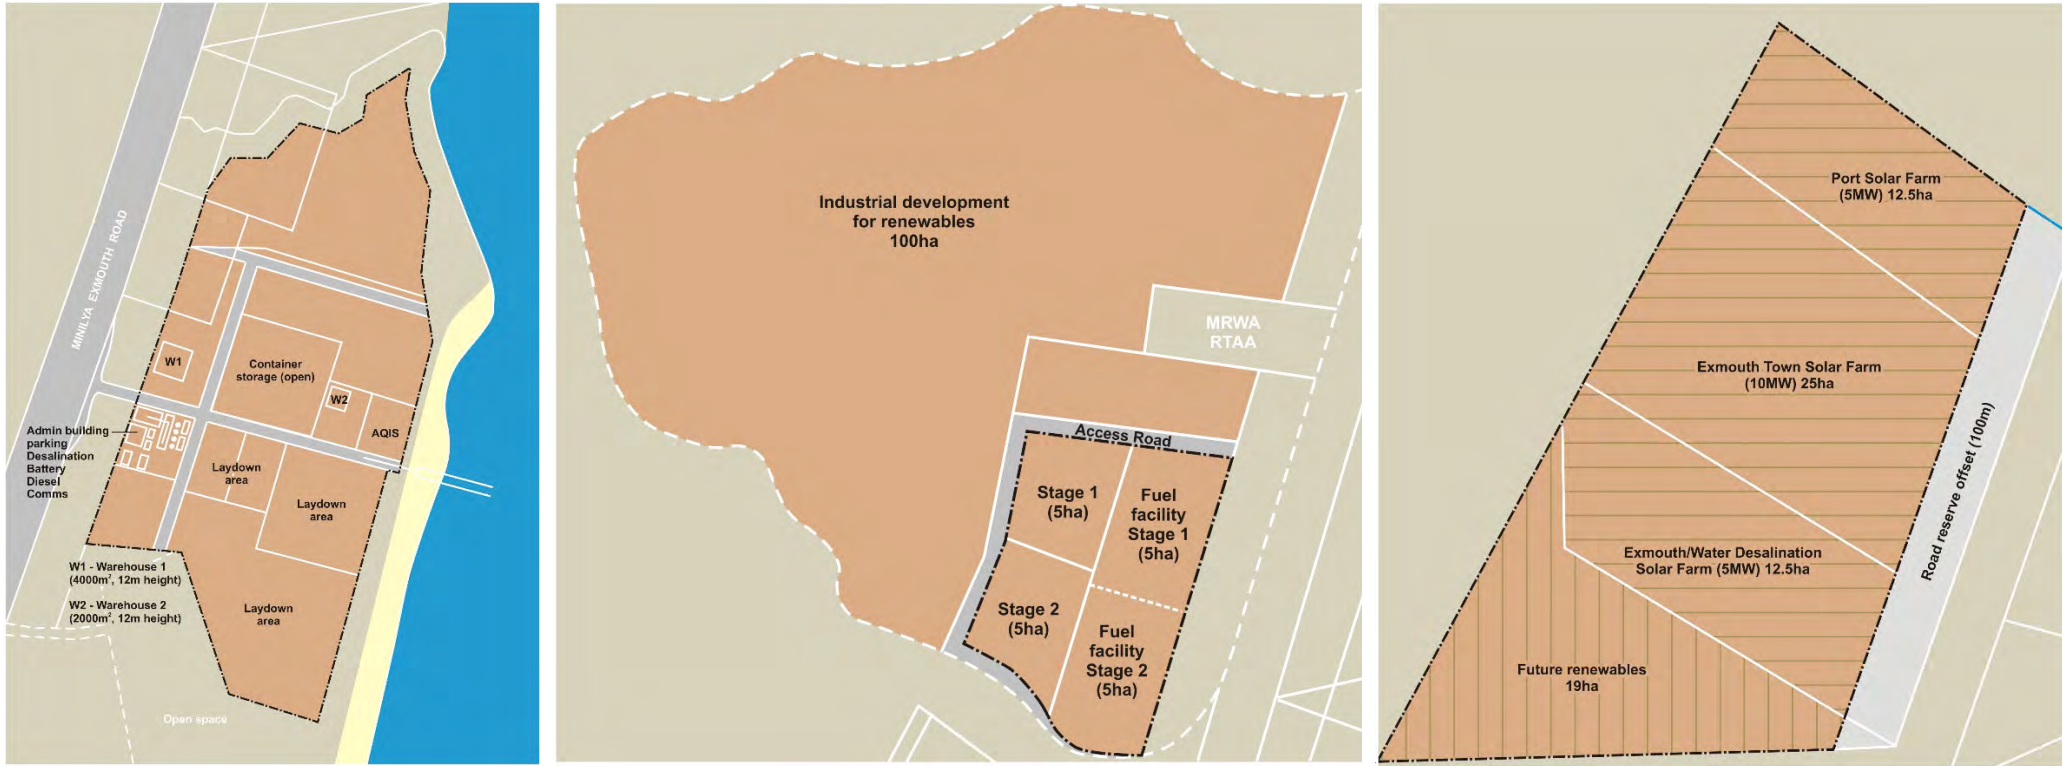 MINILYA EXMOUTH ROAD
W1
Container
storage (open)
W2
AQIS
Admin building
parking
Desalination
Battery
Diesel
Comms
Laydown
area
Laydown
area
W1 - Warehouse 1
(4000m², 12m height)
W2 - Warehouse 2
(2000m², 12m height)
Laydown
area
Open space
Industrial development
for renewables
100ha
MRWA
RTAA
Access Road
Stage 1
(5ha)
Fuel
facility
Stage 1
(5ha)
Stage 2
(5ha)
Fuel
facility
Stage 2
(5ha)
Port Solar Farm
(5MW) 12.5ha
Exmouth Town Solar Farm
(10MW) 25ha
Road reserve offset (100m)
Exmouth/Water Desalination
Solar Farm (5MW) 12.5ha
Future renewables
19ha